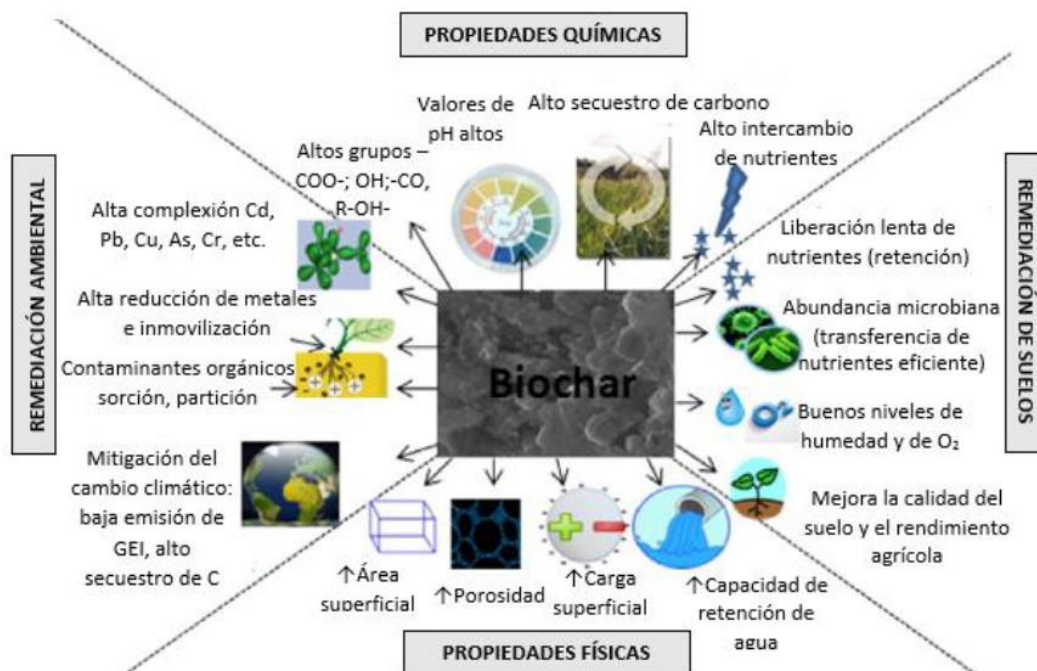 PROPIEDADES QUÍMICAS
Valores de
pH altos
Alto secuestro de carbono
Alto intercambio
de nutrientes
Altos grupos –
COO-; OH;-CO,
R-OH-
REMEDIACIÓN AMBIENTAL
Alta complexión Cd,
Pb, Cu, As, Cr, etc.
Alta reducción de metales
e inmovilización
Contaminantes orgánicos
sorción, partición
Mitigación del
cambio climático:
baja emisión de
GEI, alto
secuestro de C
Biochar
REMEDIACIÓN DE SUELOS
Liberación lenta de
nutrientes (retención)
Abundancia microbiana
(transferencia de
nutrientes eficiente)
Buenos niveles de
humedad y de O₂
Mejora la calidad del
suelo y el rendimiento
agrícola
↑Área
superficial
↑Porosidad
↑Carga
superficial
↑Capacidad de
retención de
agua
PROPIEDADES FÍSICAS